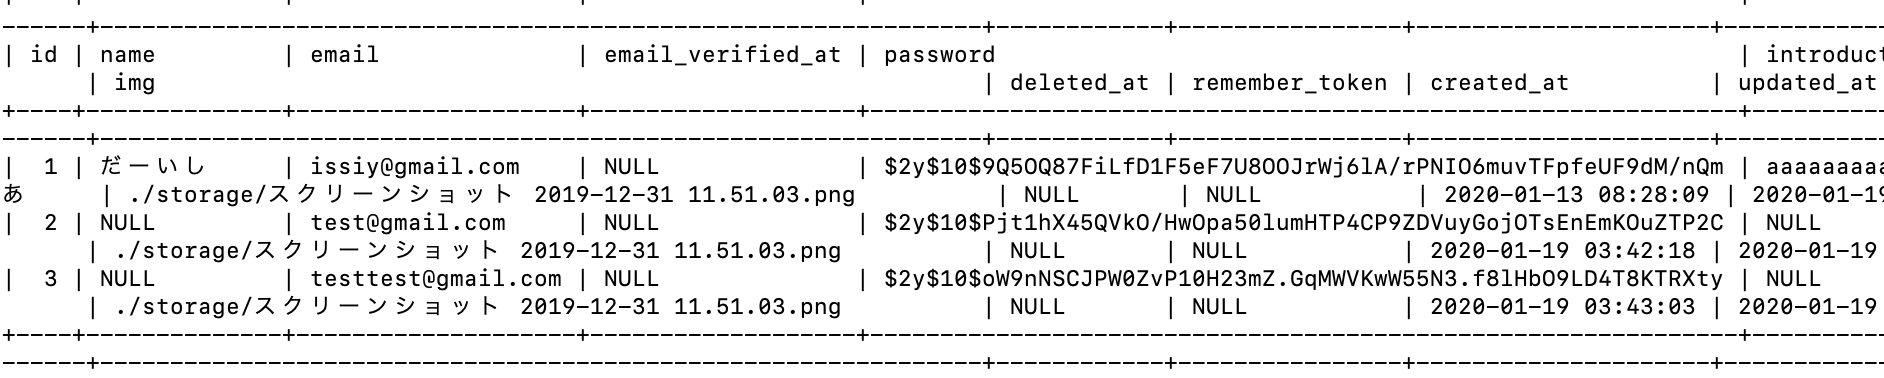 | id | name | email | email_verified_at | password | introduct
| img | deleted_at | remember_token | created_at | updated_at
| 1 | だーいし | issiy@gmail.com | NULL | $2y$10$9Q5OQ87FiLfD1F5eF7U8OOJrWj6lA/rPNIO6muvTFpfeUF9dM/nQm | aaaaaaaaa
あ | ./storage/スクリーンショット 2019-12-31 11.51.03.png | NULL | NULL | 2020-01-13 08:28:09 | 2020-01-19
| 2 | NULL | test@gmail.com | NULL | $2y$10$Pjt1hX45QVkO/HwOpa50lumHTP4CP9ZDVuyGojOTsEnEmKOuZTP2C | NULL
| ./storage/スクリーンショット 2019-12-31 11.51.03.png | NULL | NULL | 2020-01-19 03:42:18 | 2020-01-19
| 3 | NULL | testtest@gmail.com | NULL | $2y$10$oW9nNSCJPW0ZvP10H23mZ.GqMWVKwW55N3.f8lHbO9LD4T8KTRXty | NULL
| ./storage/スクリーンショット 2019-12-31 11.51.03.png | NULL | NULL | 2020-01-19 03:43:03 | 2020-01-19